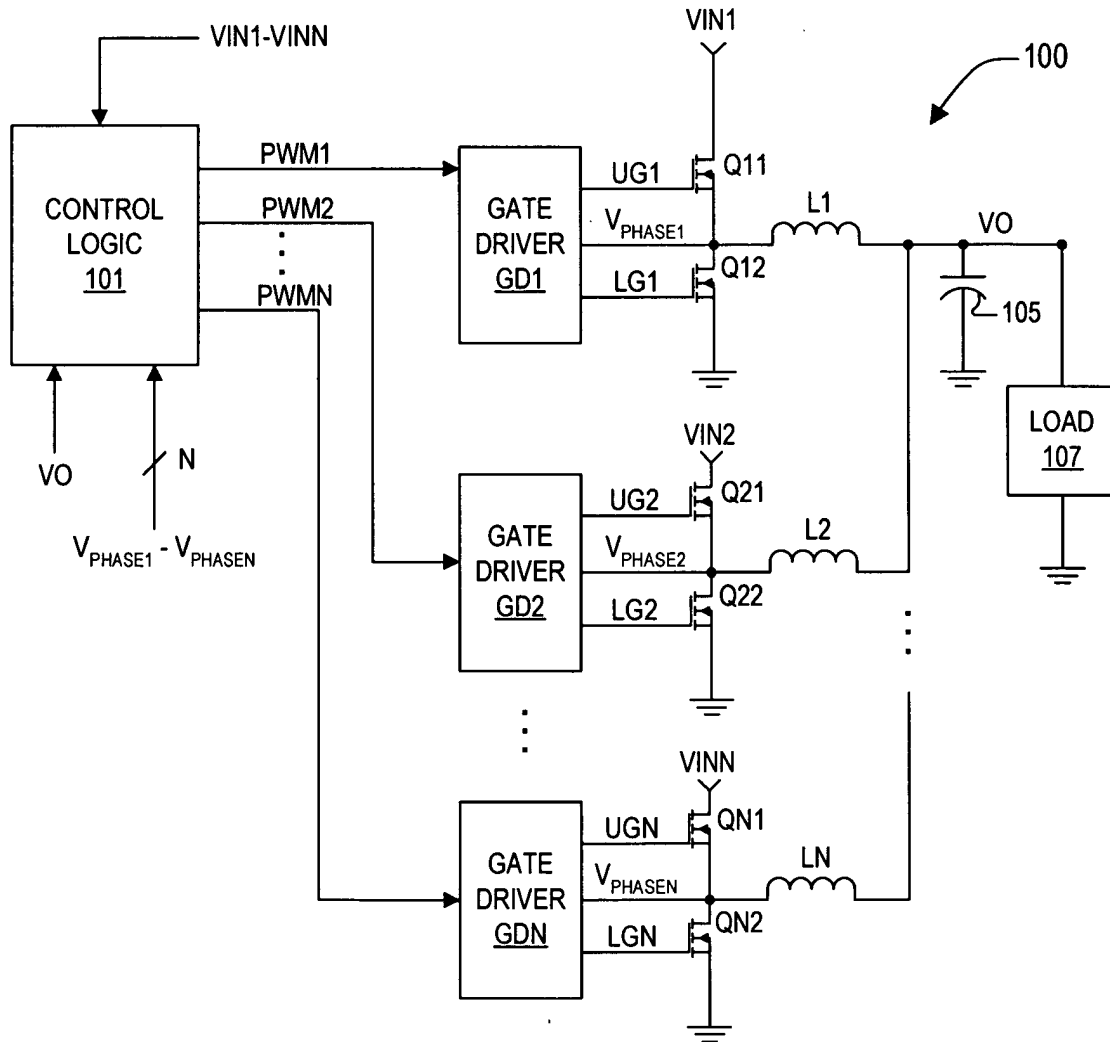 VIN1
VIN1-VINN
100
CONTROL
LOGIC
101
PWM1
PWM2
PWMN
VO
N
VPHASE1 - VPHASEN
GATE
DRIVER
GD1
UG1
VPHASE1
LG1
Q11
Q12
L1
VO
105
LOAD
107
VIN2
GATE
DRIVER
GD2
UG2
VPHASE2
LG2
Q21
Q22
L2
VINN
GATE
DRIVER
GDN
UGN
VPHASEN
LGN
QN1
QN2
LN